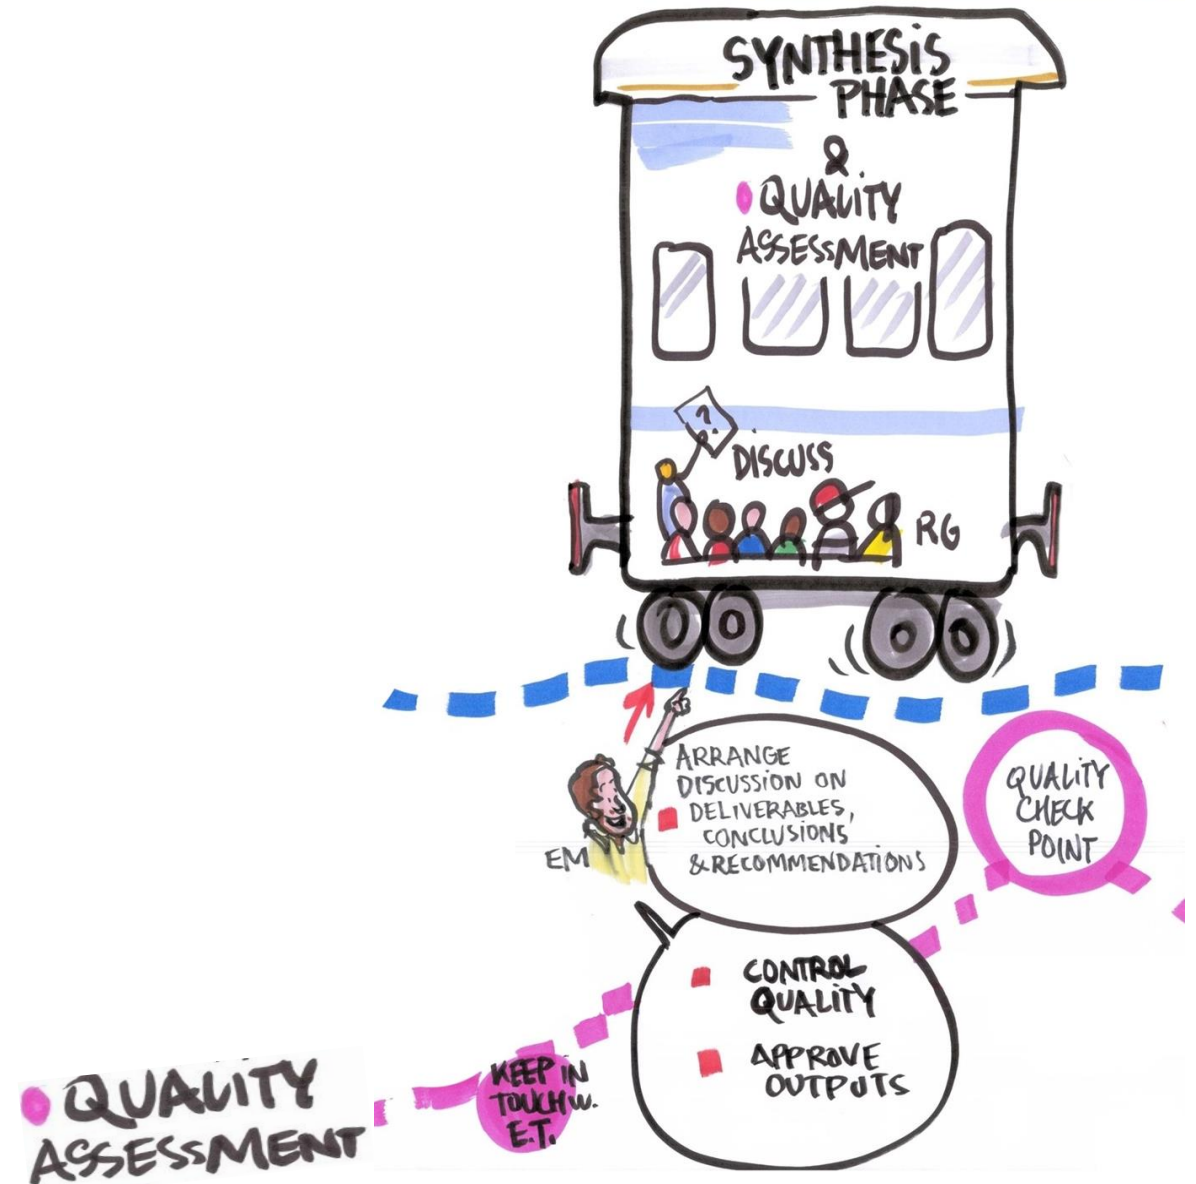 SYNTHESIS
PHASE
&
QUALITY
ASSESSMENT
?
DISCUSS
RG
ARRANGE
DISCUSSION ON
DELIVERABLES,
CONCLUSIONS
& RECOMMENDATIONS
EM
QUALITY
CHECK
POINT
CONTROL
QUALITY
APPROVE
OUTPUTS
KEEP IN
TOUCH W.
E.T.
QUALITY
ASSESSMENT